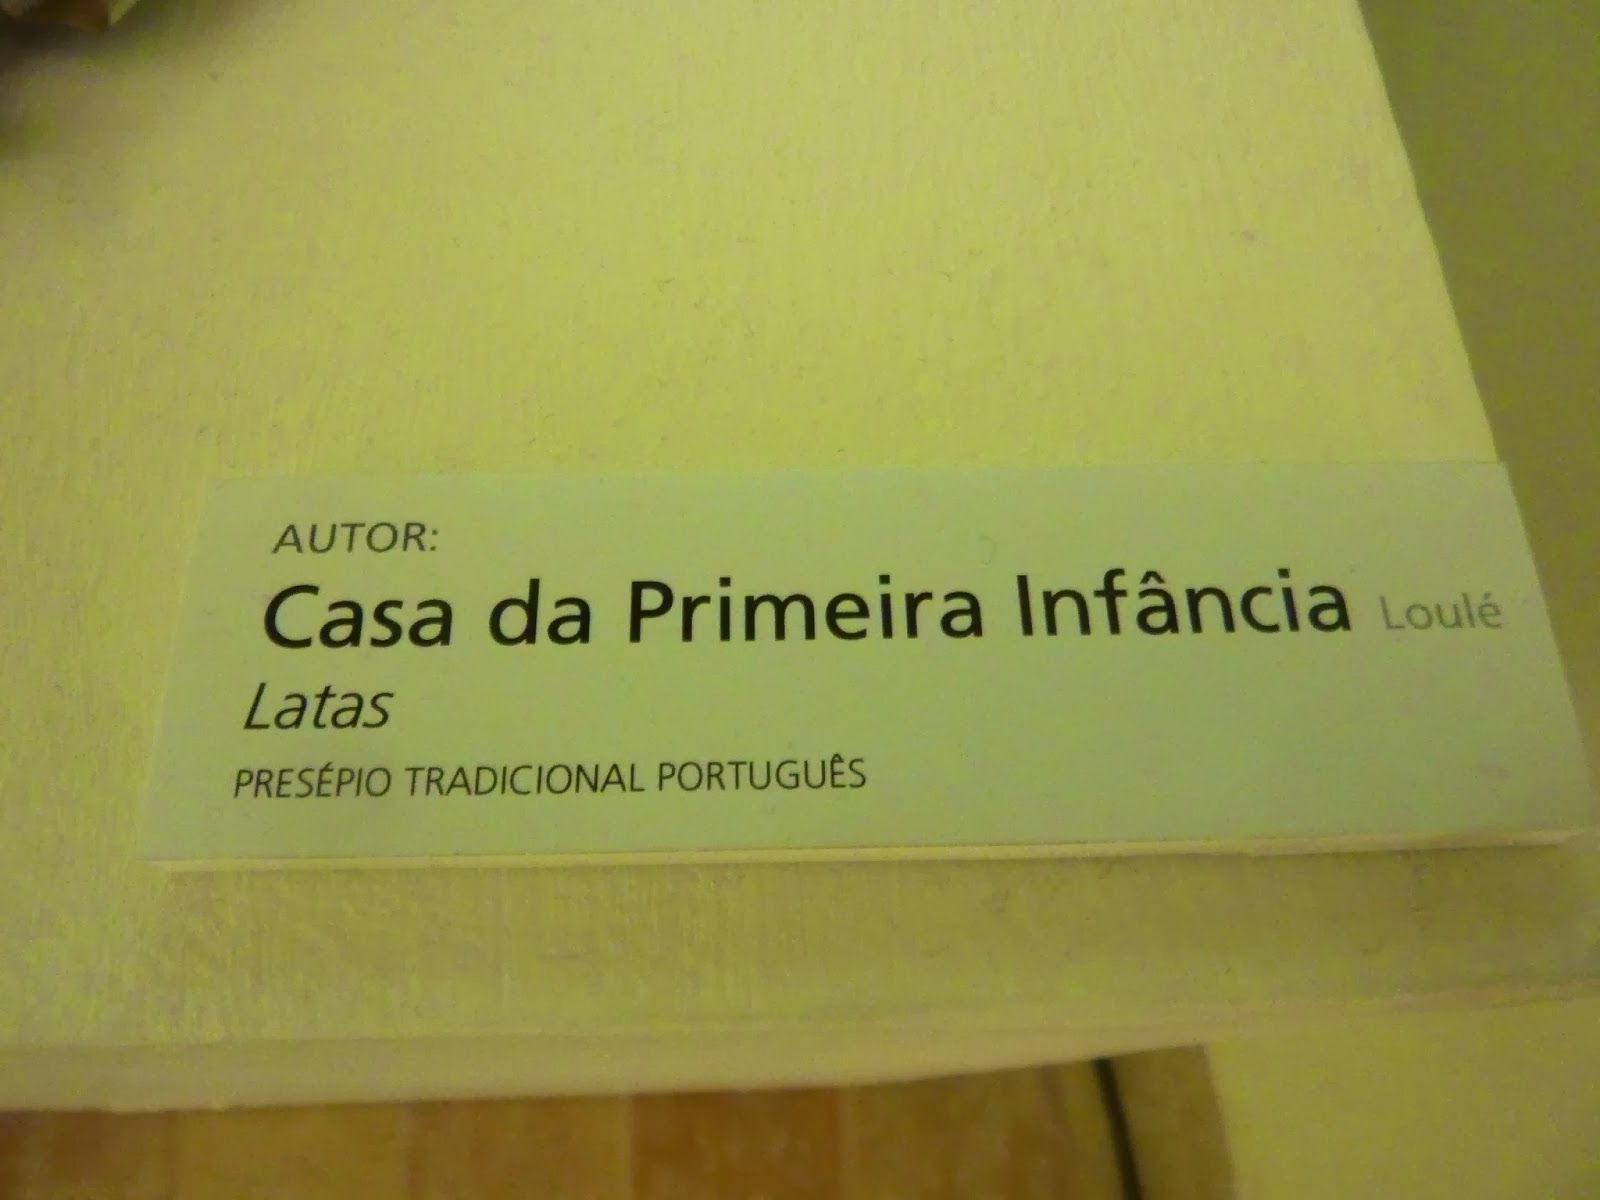 AUTOR:
Casa da Primeira Infância Loulé
Latas
PRESÉPIO TRADICIONAL PORTUGUÊS